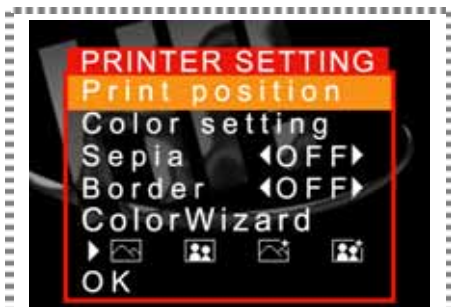 PRINTER SETTING
Print position
Color setting
Sepia ◀OFF▶
Border ◀OFF▶
ColorWizard
OK